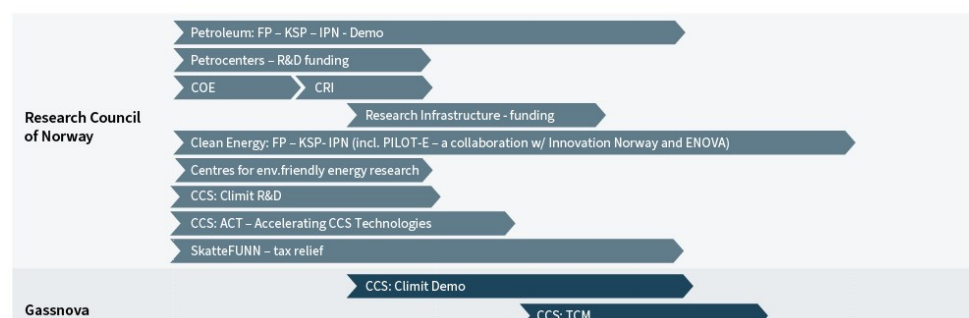 Petroleum: FP – KSP – IPN - Demo
Petrocenters – R&D funding
COE CRI
Research Council
of Norway
Research Infrastructure - funding
Clean Energy: FP – KSP- IPN (incl. PILOT-E – a collaboration w/ Innovation Norway and ENOVA)
Centres for env.friendly energy research
CCS: Climit R&D
CCS: ACT – Accelerating CCS Technologies
SkatteFUNN – tax relief
Gassnova
CCS: Climit Demo
CCS: TCM